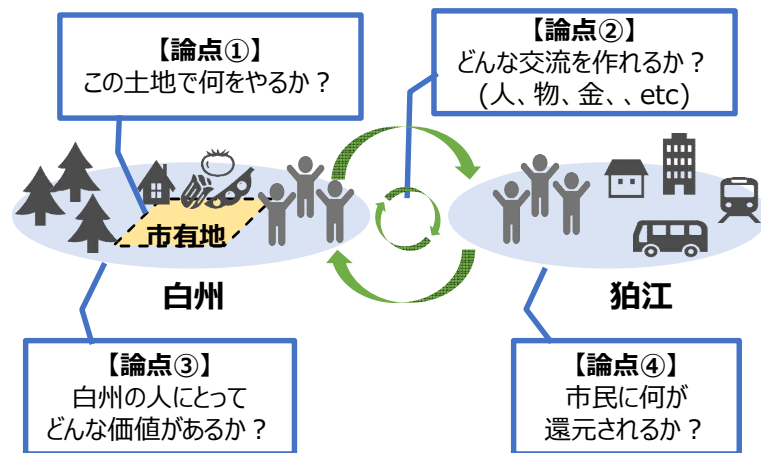 【論点①】
この土地で何をやるか？
【論点②】
どんな交流を作れるか？
(人、物、金、、etc)
市有地
白州
狛江
【論点③】
白州の人にとって
どんな価値があるか？
【論点④】
市民に何が
還元されるか？